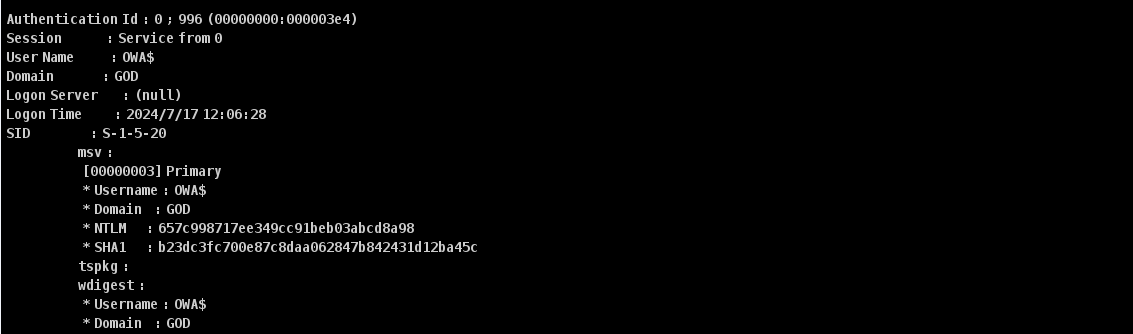 Authentication Id : 0 ; 996 (00000000:000003e4)
Session : Service from 0
User Name : OWA$
Domain : GOD
Logon Server : (null)
Logon Time : 2024/7/17 12:06:28
SID : S-1-5-20
msv :
[00000003] Primary
* Username : OWA$
* Domain : GOD
* NTLM : 657c998717ee349cc91beb03abcd8a98
* SHA1 : b23dc3fc700e87c8daa062847b842431d12ba45c
tspkg :
wdigest :
* Username : OWA$
* Domain : GOD